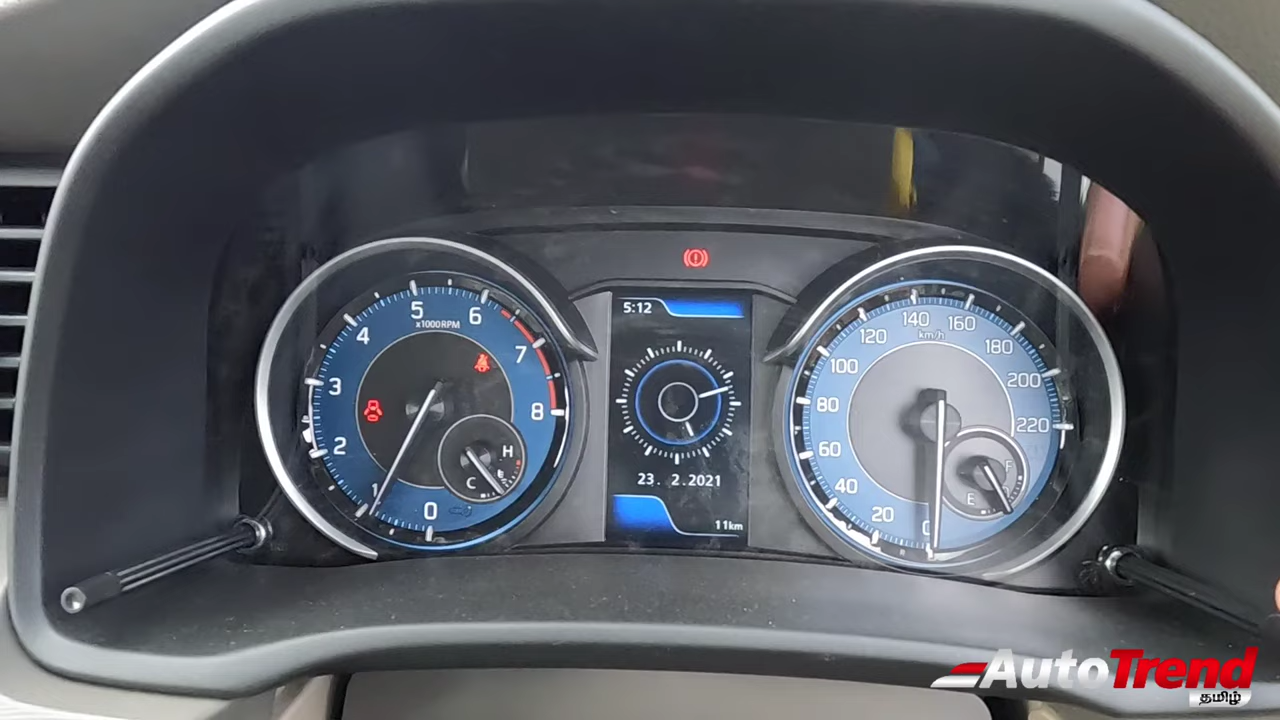 5:12
23. 2.2021
11km
0
1
2
3
4
5
6
7
8
x1000RPM
H
C
0
20
40
60
80
100
120
140
160
180
200
220
km/h
F
E
AutoTrend
தமிழ்